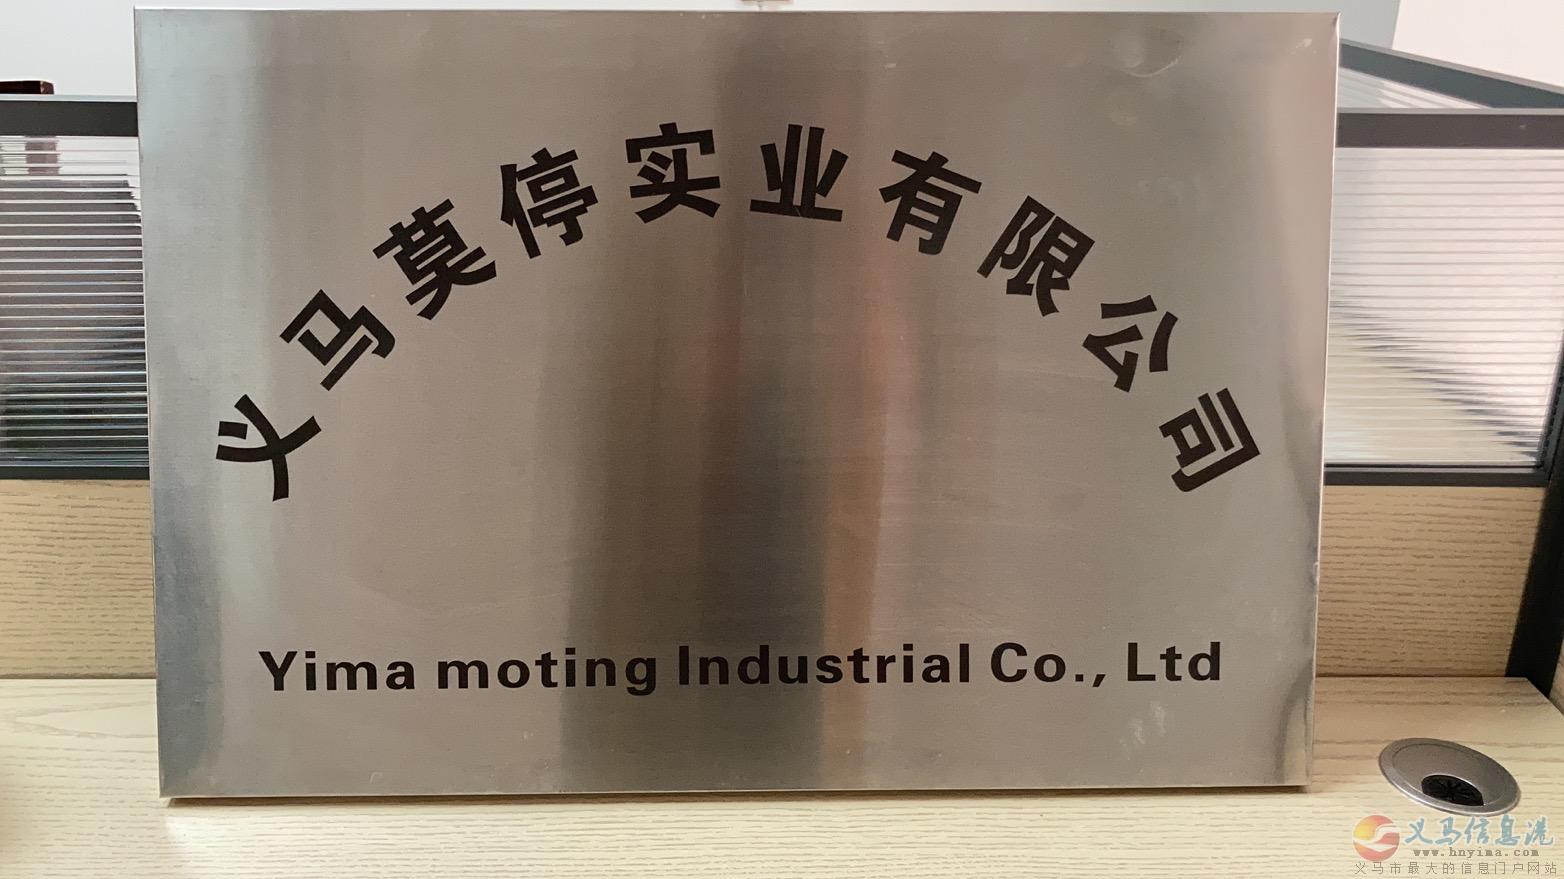 义马莫停实业有限公司
Yima moting Industrial Co., Ltd
义马信息港
www.hnyima.com
义马市最大的信息门户网站